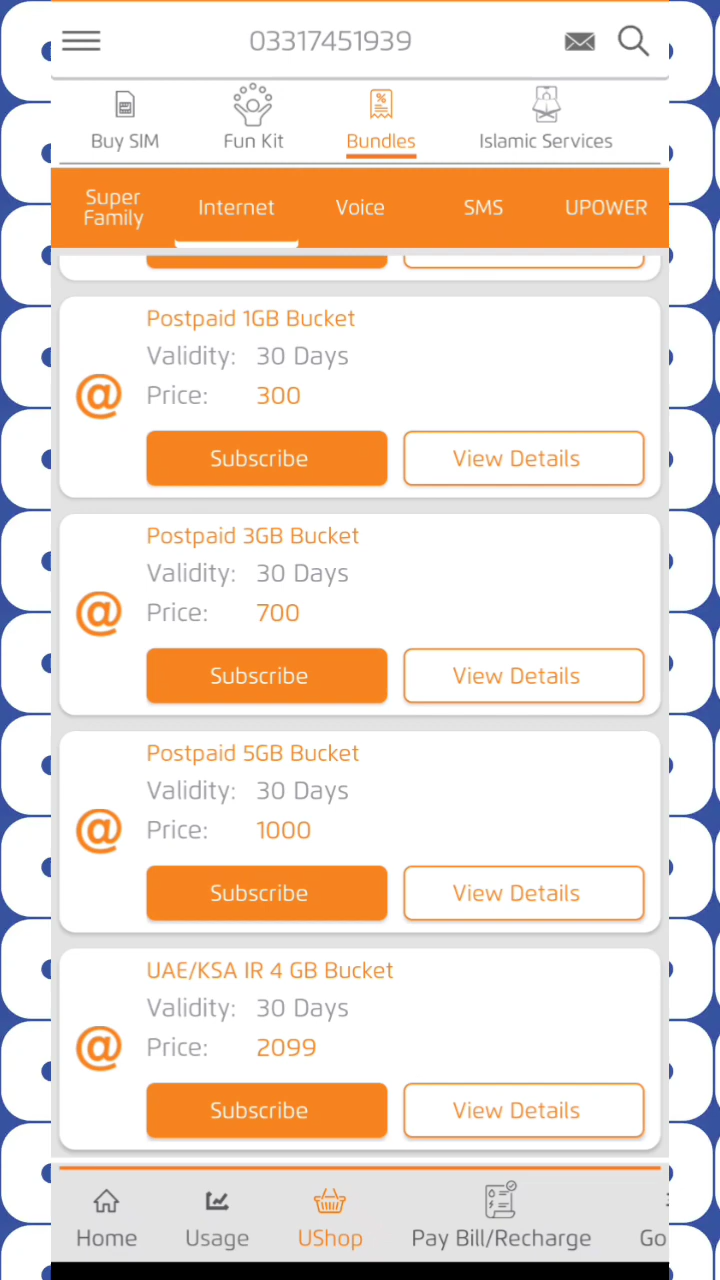 03317451939
Buy SIM
Fun Kit
Bundles
Islamic Services
Super Family
Internet
Voice
SMS
UPOWER
Postpaid 1GB Bucket
Validity: 30 Days
Price: 300
Subscribe
View Details
Postpaid 3GB Bucket
Validity: 30 Days
Price: 700
Subscribe
View Details
Postpaid 5GB Bucket
Validity: 30 Days
Price: 1000
Subscribe
View Details
UAE/KSA IR 4 GB Bucket
Validity: 30 Days
Price: 2099
Subscribe
View Details
Home
Usage
UShop
Pay Bill/Recharge
Go